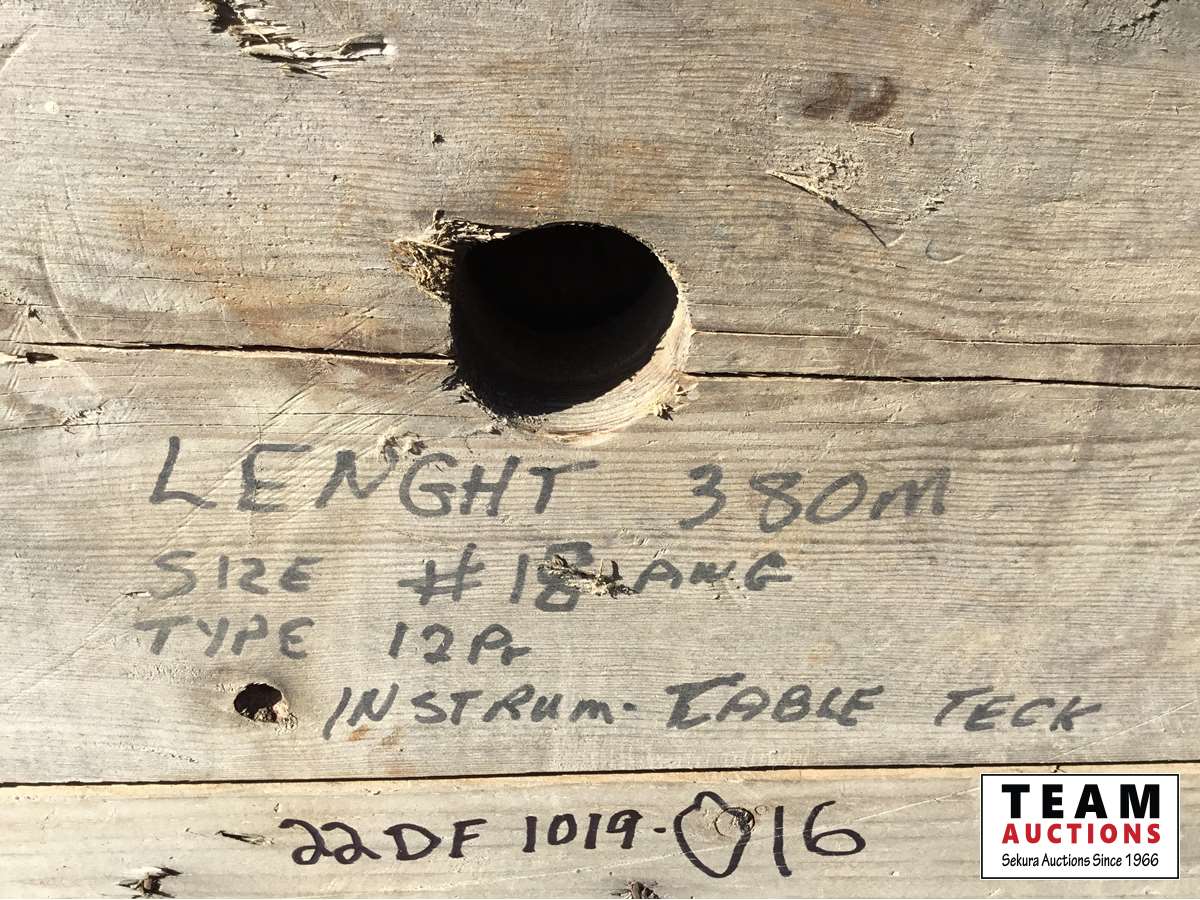 LENGHT 380m
SIZE #18 AWG
TYPE 12Pr
INSTRUM. CABLE TECK
22DF 1019-016
TEAM
AUCTIONS
Sekura Auctions Since 1966